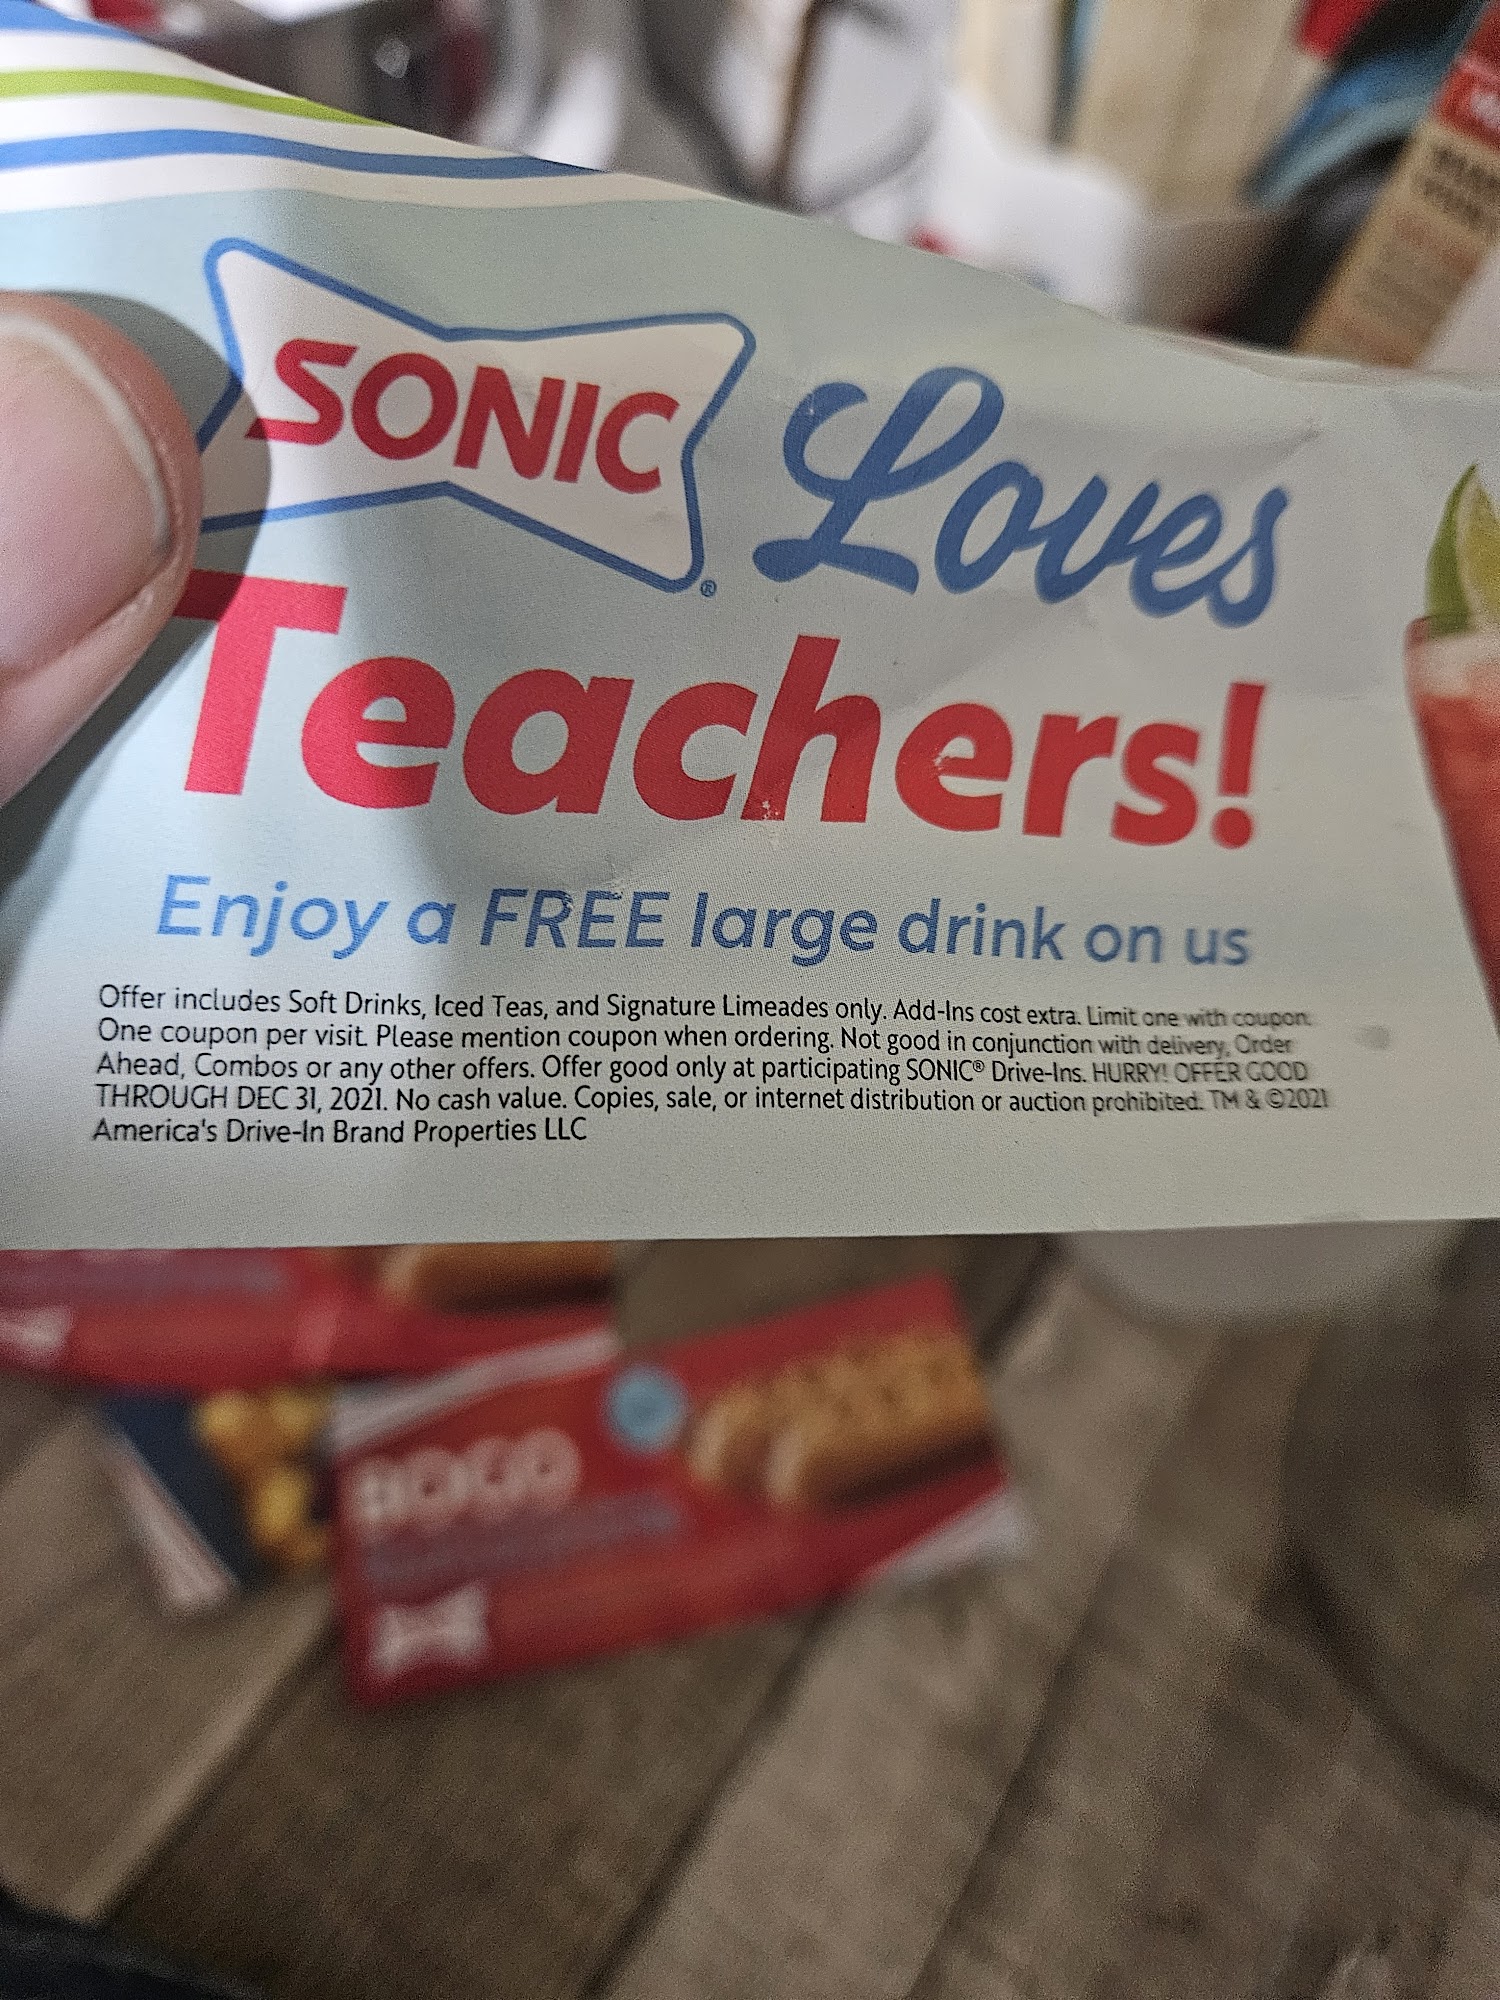 SONIC®
Loves
Teachers!
Enjoy a FREE large drink on us
Offer includes Soft Drinks, Iced Teas, and Signature Limeades only. Add-Ins cost extra. Limit one with coupon.
One coupon per visit. Please mention coupon when ordering. Not good in conjunction with delivery, Order
Ahead, Combos or any other offers. Offer good only at participating SONIC® Drive-Ins. HURRY! OFFER GOOD
THROUGH DEC 31, 2021. No cash value. Copies, sale, or internet distribution or auction prohibited. TM & ©2021
America's Drive-In Brand Properties LLC
BOGO